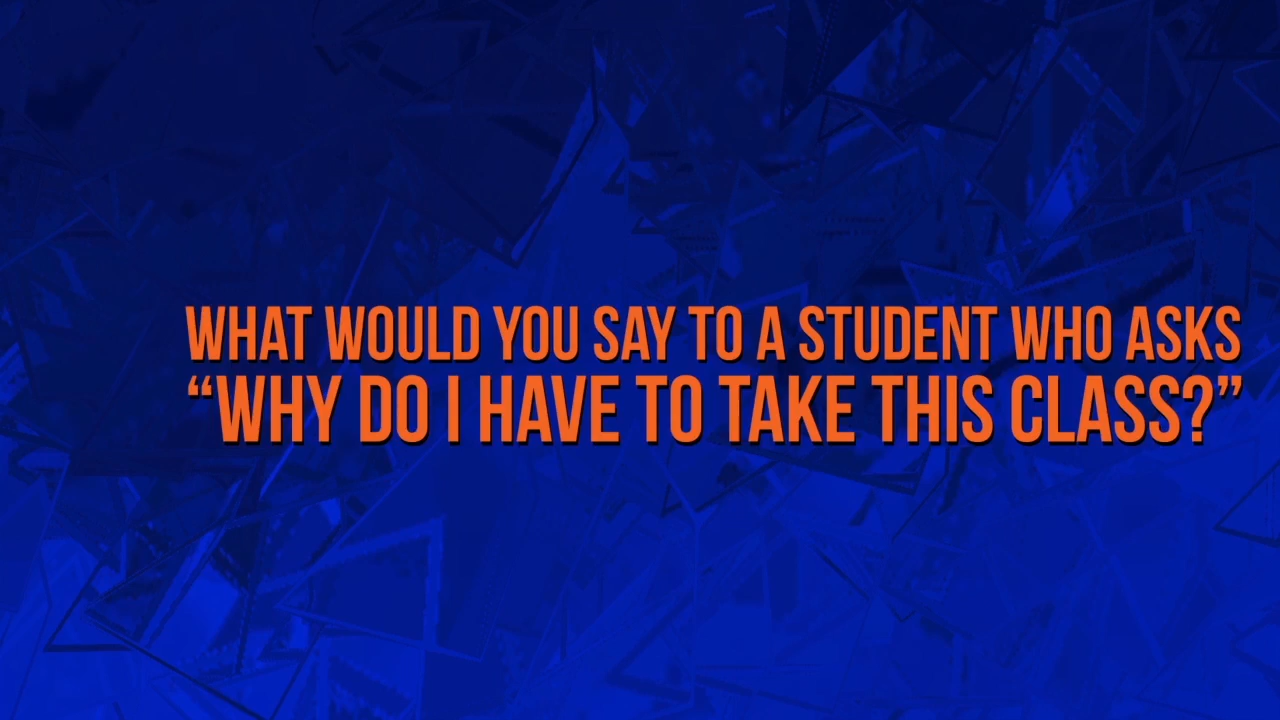 WHAT WOULD YOU SAY TO A STUDENT WHO ASKS
“WHY DO I HAVE TO TAKE THIS CLASS?”